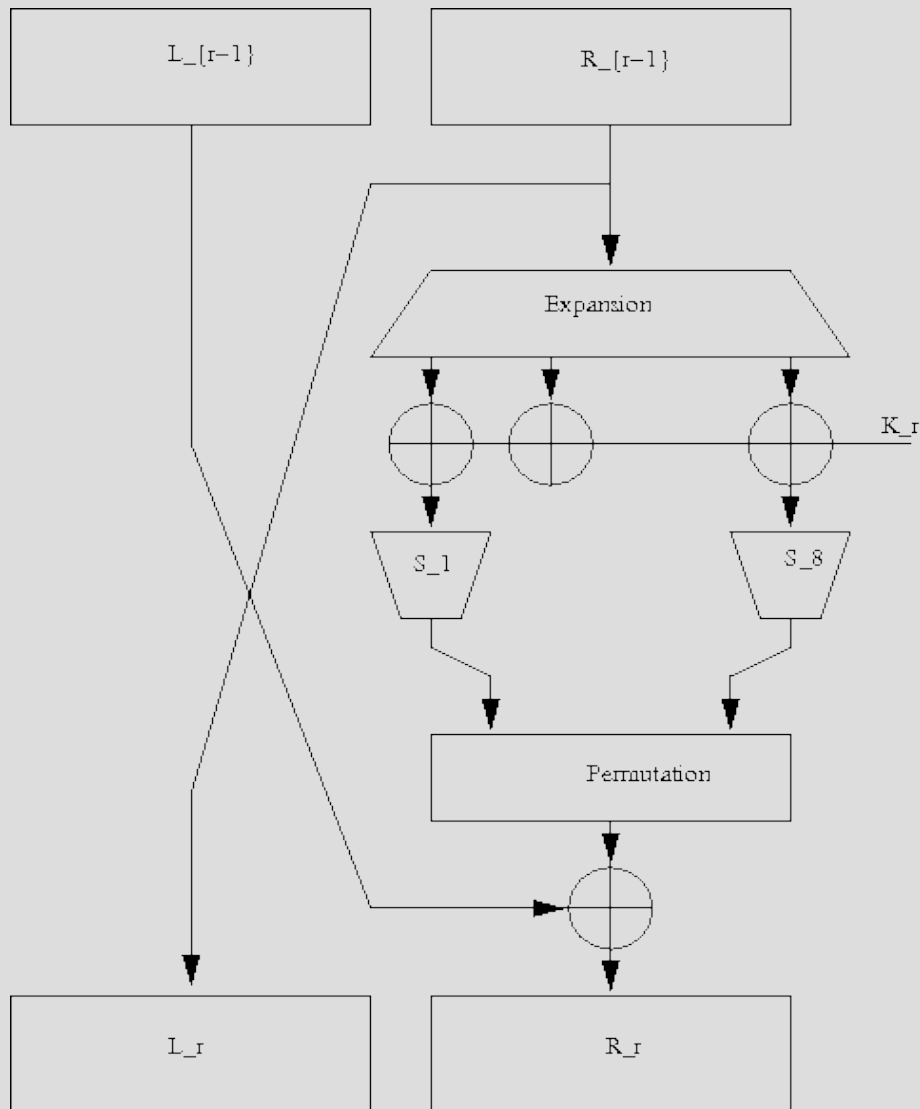 L_{r-1}
R_{r-1}
Expansion
K_r
S_1
S_8
Permutation
L_r
R_r